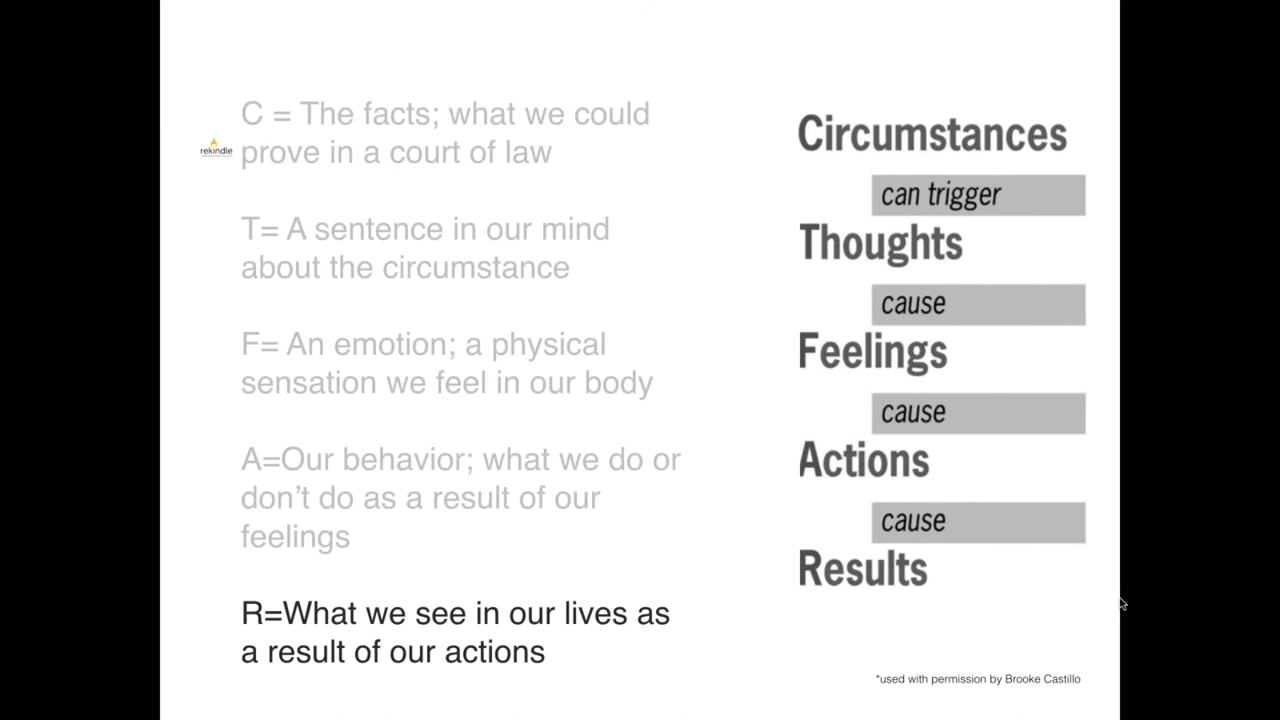 C = The facts; what we could
prove in a court of law
rekindle
T= A sentence in our mind
about the circumstance
F= An emotion; a physical
sensation we feel in our body
A=Our behavior; what we do or
don’t do as a result of our
feelings
R=What we see in our lives as
a result of our actions
Circumstances
can trigger
Thoughts
cause
Feelings
cause
Actions
cause
Results
*used with permission by Brooke Castillo